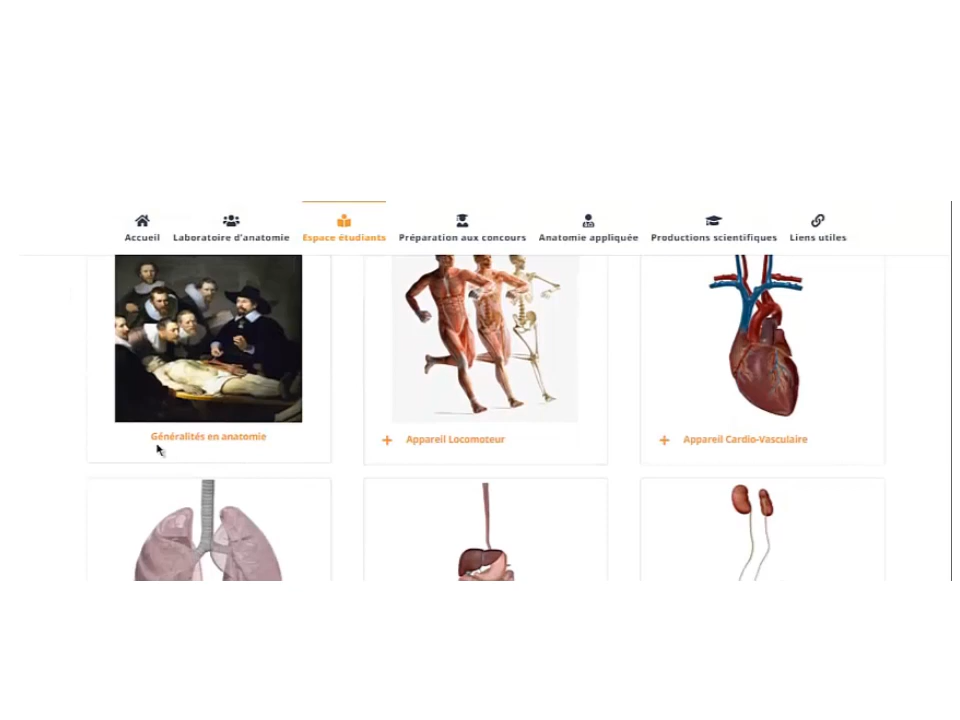 Accueil
Laboratoire d'anatomie
Espace étudiants
Préparation aux concours
Anatomie appliquée
Productions scientifiques
Liens utiles
Généralités en anatomie
+ Appareil Locomoteur
+ Appareil Cardio-Vasculaire